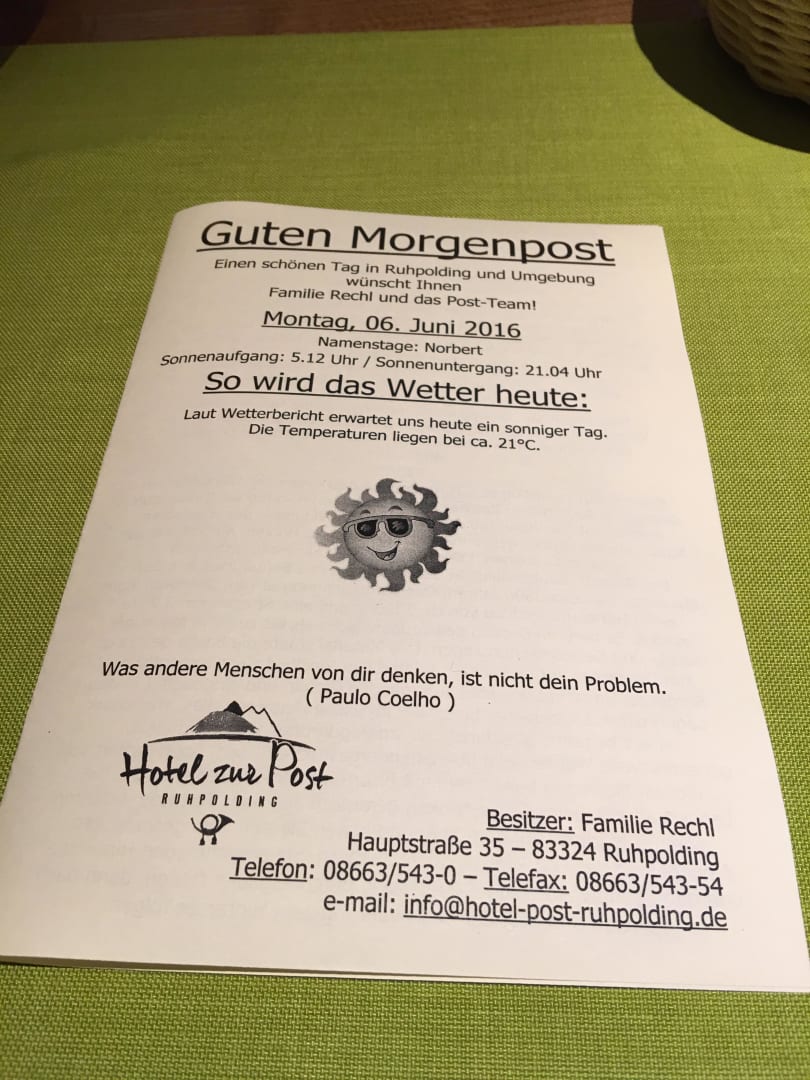 Guten Morgenpost
Einen schönen Tag in Ruhpolding und Umgebung
wünscht Ihnen
Familie Rechl und das Post-Team!
Montag, 06. Juni 2016
Namenstage: Norbert
Sonnenaufgang: 5.12 Uhr / Sonnenuntergang: 21.04 Uhr
So wird das Wetter heute:
Laut Wetterbericht erwartet uns heute ein sonniger Tag.
Die Temperaturen liegen bei ca. 21°C.
Was andere Menschen von dir denken, ist nicht dein Problem.
( Paulo Coelho )
Hotel zur Post
RUHPOLDING
Besitzer: Familie Rechl
Hauptstraße 35 – 83324 Ruhpolding
Telefon: 08663/543-0 – Telefax: 08663/543-54
e-mail: info@hotel-post-ruhpolding.de